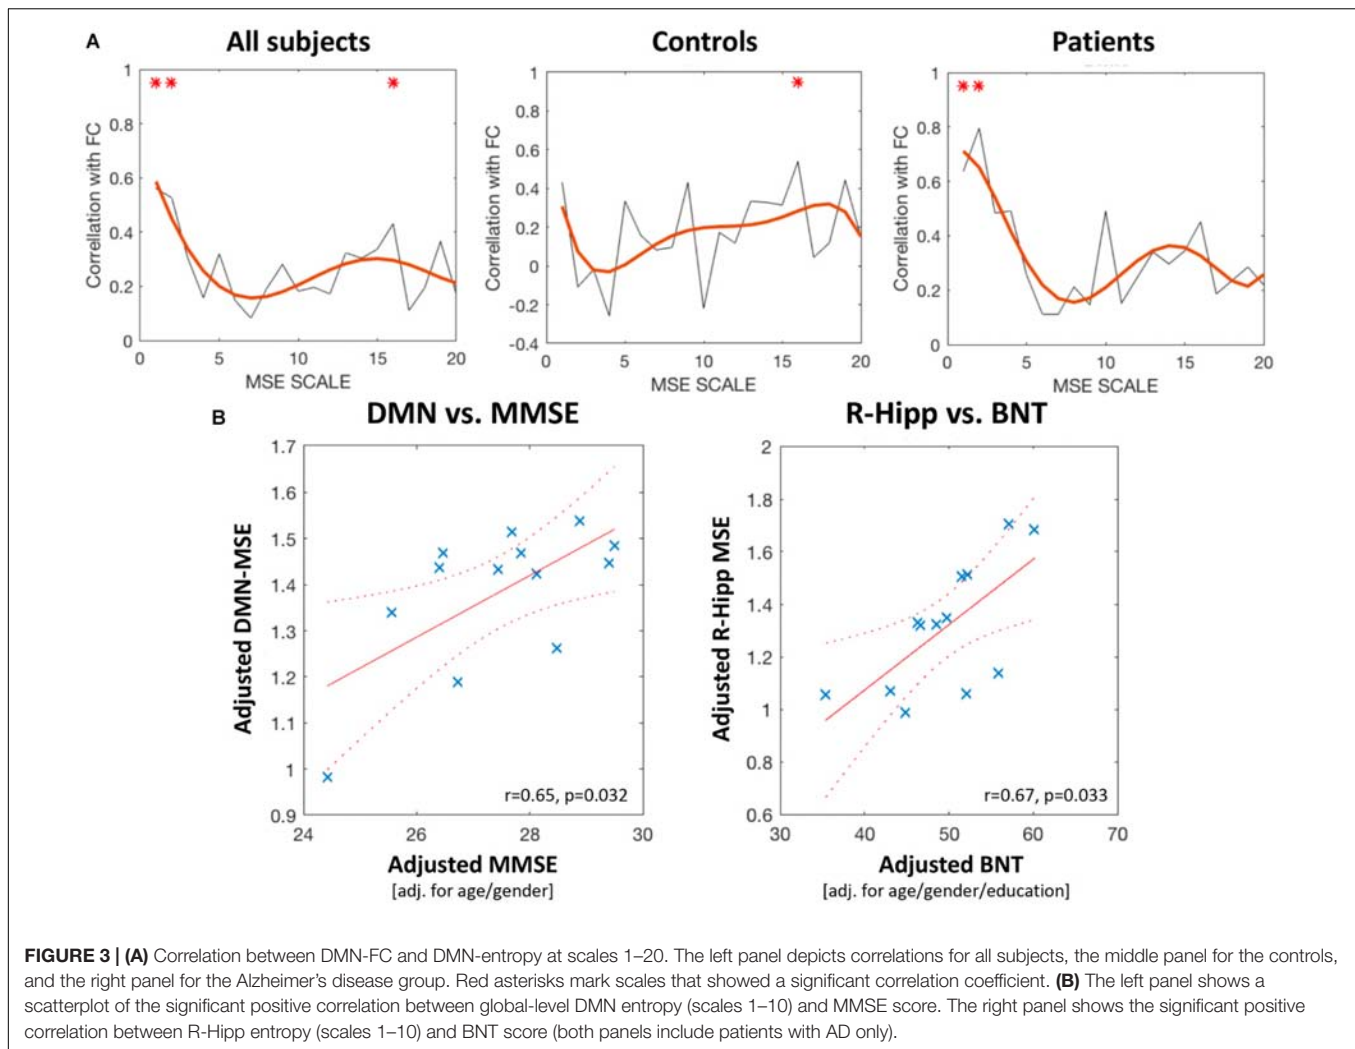 A
All subjects
Controls
Patients
1
0.8
0.6
0.4
0.2
0
Correllation with FC
0
5
10
15
20
MSE SCALE
1
0.8
0.6
0.4
0.2
0
-0.2
-0.4
Correlation with FC
0
5
10
15
20
MSE SCALE
1
0.8
0.6
0.4
0.2
0
Correlation with FC
0
5
10
15
20
MSE SCALE
B
DMN vs. MMSE
R-Hipp vs. BNT
1.7
1.6
1.5
1.4
1.3
1.2
1.1
1
0.9
Adjusted DMN-MSE
r=0.65, p=0.032
24
26
28
30
Adjusted MMSE
[adj. for age/gender]
2
1.8
1.6
1.4
1.2
1
0.8
0.6
Adjusted R-Hipp MSE
r=0.67, p=0.033
30
40
50
60
70
Adjusted BNT
[adj. for age/gender/education]
FIGURE 3 | (A) Correlation between DMN-FC and DMN-entropy at scales 1–20. The left panel depicts correlations for all subjects, the middle panel for the controls,
and the right panel for the Alzheimer's disease group. Red asterisks mark scales that showed a significant correlation coefficient. (B) The left panel shows a
scatterplot of the significant positive correlation between global-level DMN entropy (scales 1–10) and MMSE score. The right panel shows the significant positive
correlation between R-Hipp entropy (scales 1–10) and BNT score (both panels include patients with AD only).